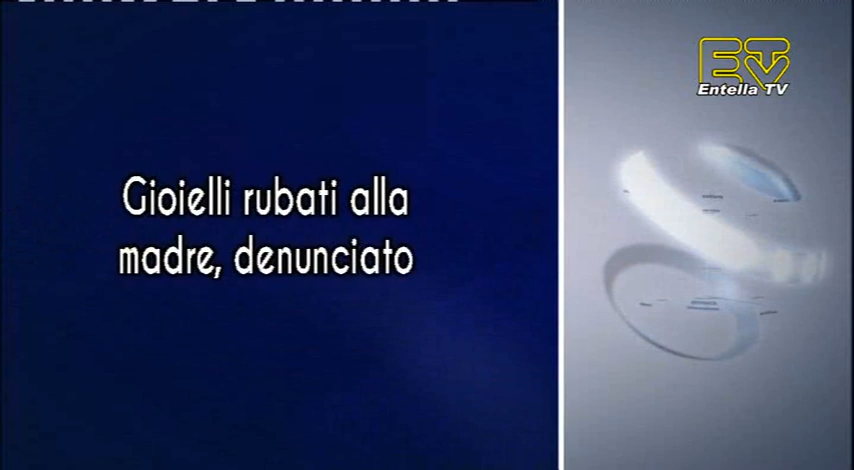 ETV
Entella TV
Gioielli rubati alla
madre, denunciato